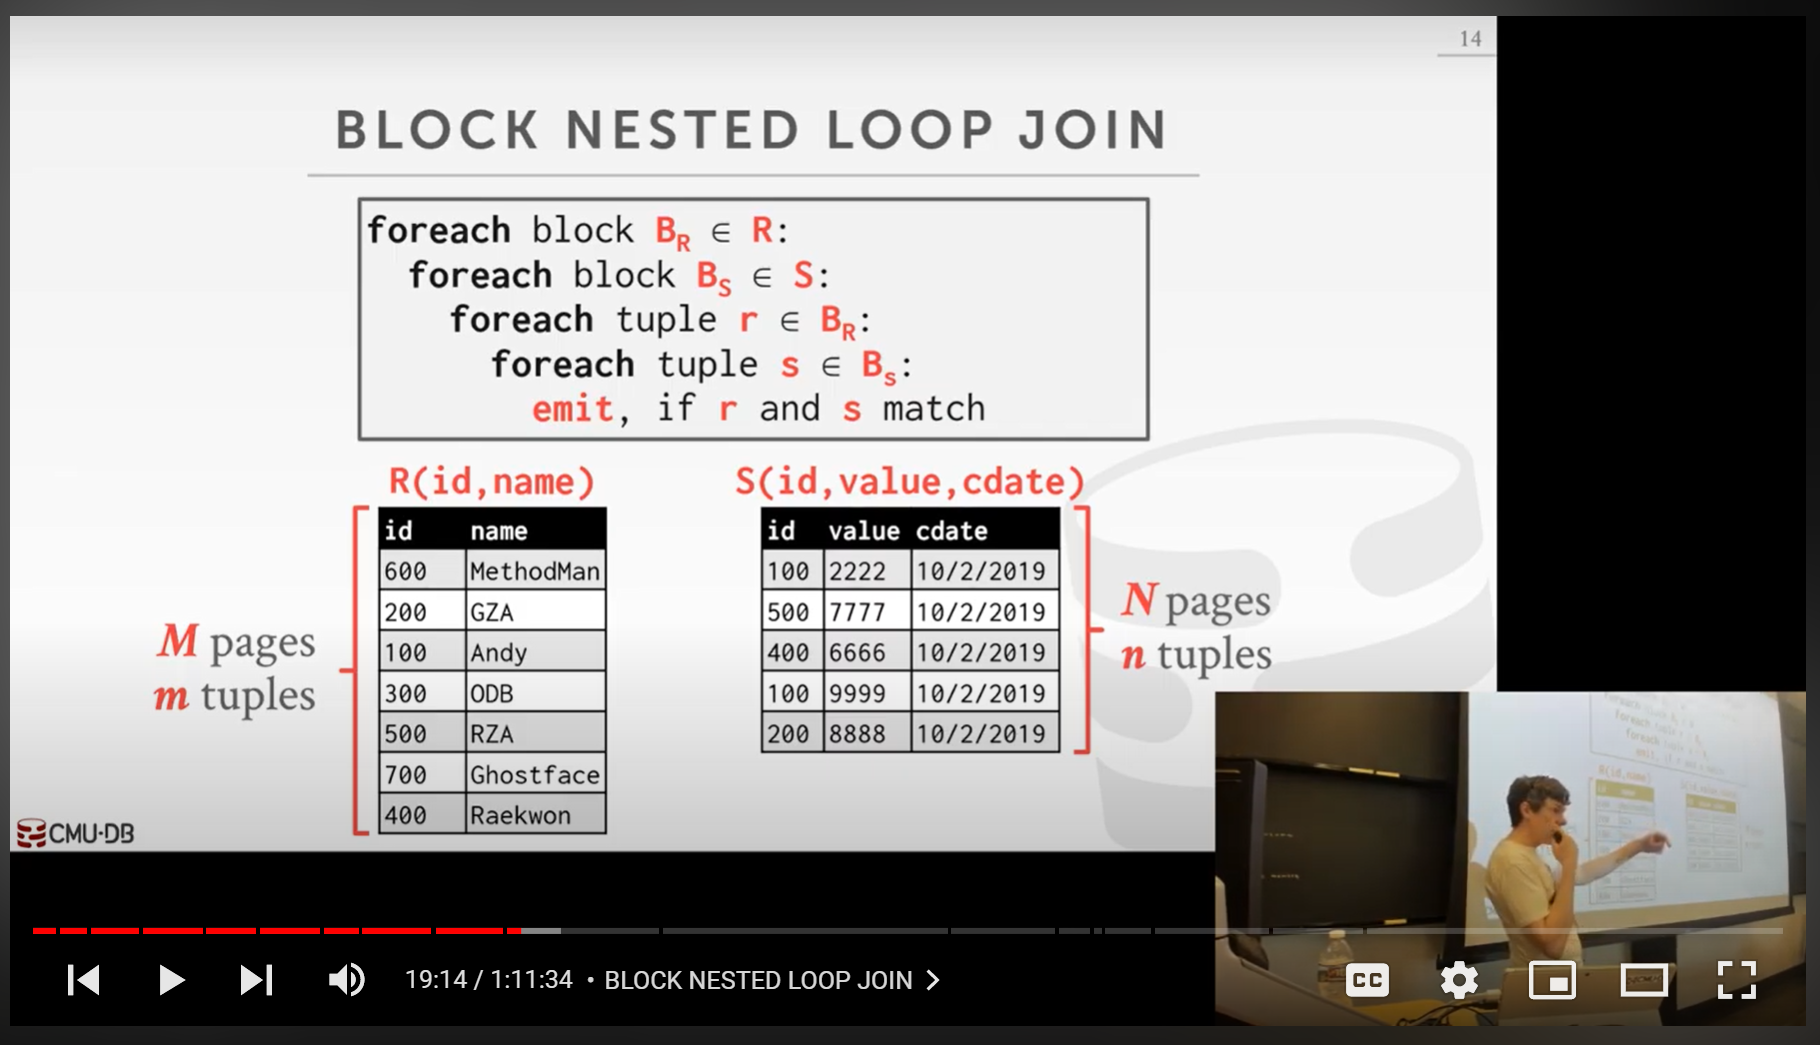 14
BLOCK NESTED LOOP JOIN
foreach block BR ∈ R:
foreach block BS ∈ S:
foreach tuple r ∈ BR:
foreach tuple s ∈ Bs:
emit, if r and s match
R(id,name)
id name
600 MethodMan
200 GZA
100 Andy
300 ODB
500 RZA
700 Ghostface
400 Raekwon
M pages
m tuples
S(id,value,cdate)
id value cdate
100 2222 10/2/2019
500 7777 10/2/2019
400 6666 10/2/2019
100 9999 10/2/2019
200 8888 10/2/2019
N pages
n tuples
CMU·DB
19:14 / 1:11:34 • BLOCK NESTED LOOP JOIN
CC